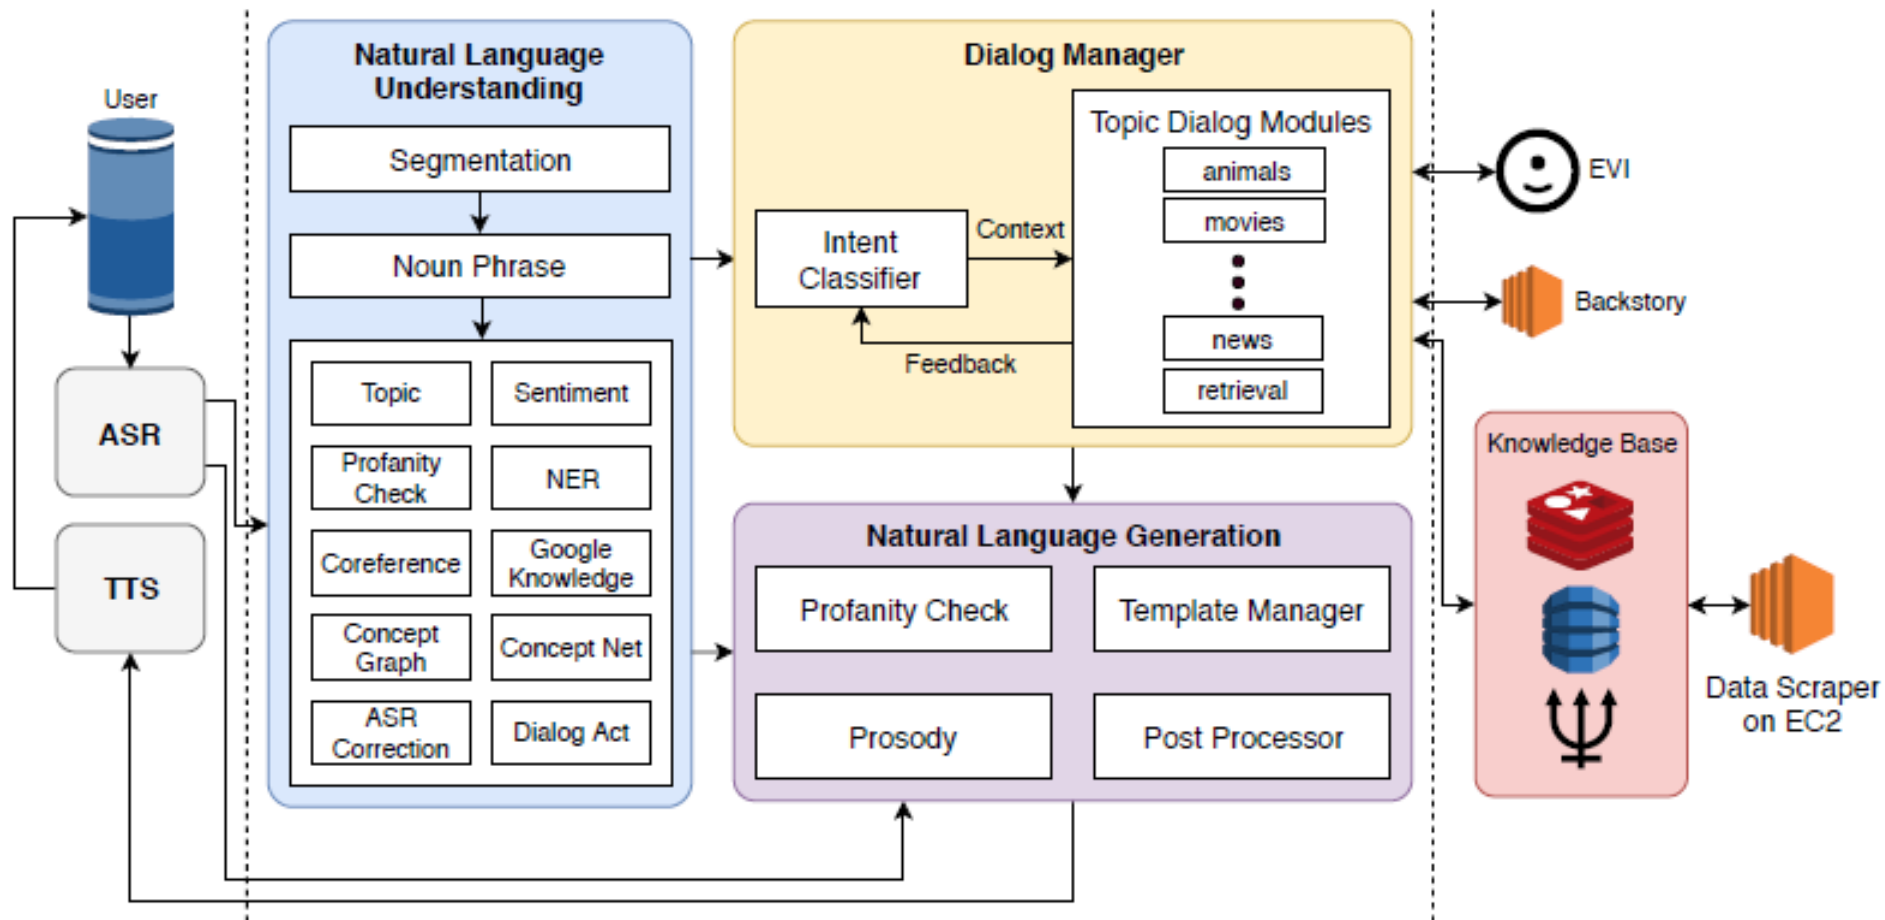 User
ASR
TTS
Natural Language
Understanding
Segmentation
Noun Phrase
Topic
Sentiment
Profanity
Check
NER
Coreference
Google
Knowledge
Concept
Graph
Concept Net
ASR
Correction
Dialog Act
Dialog Manager
Intent
Classifier
Context
Feedback
Topic Dialog Modules
animals
movies
news
retrieval
Natural Language Generation
Profanity Check
Template Manager
Prosody
Post Processor
EVI
Backstory
Knowledge Base
Data Scraper
on EC2